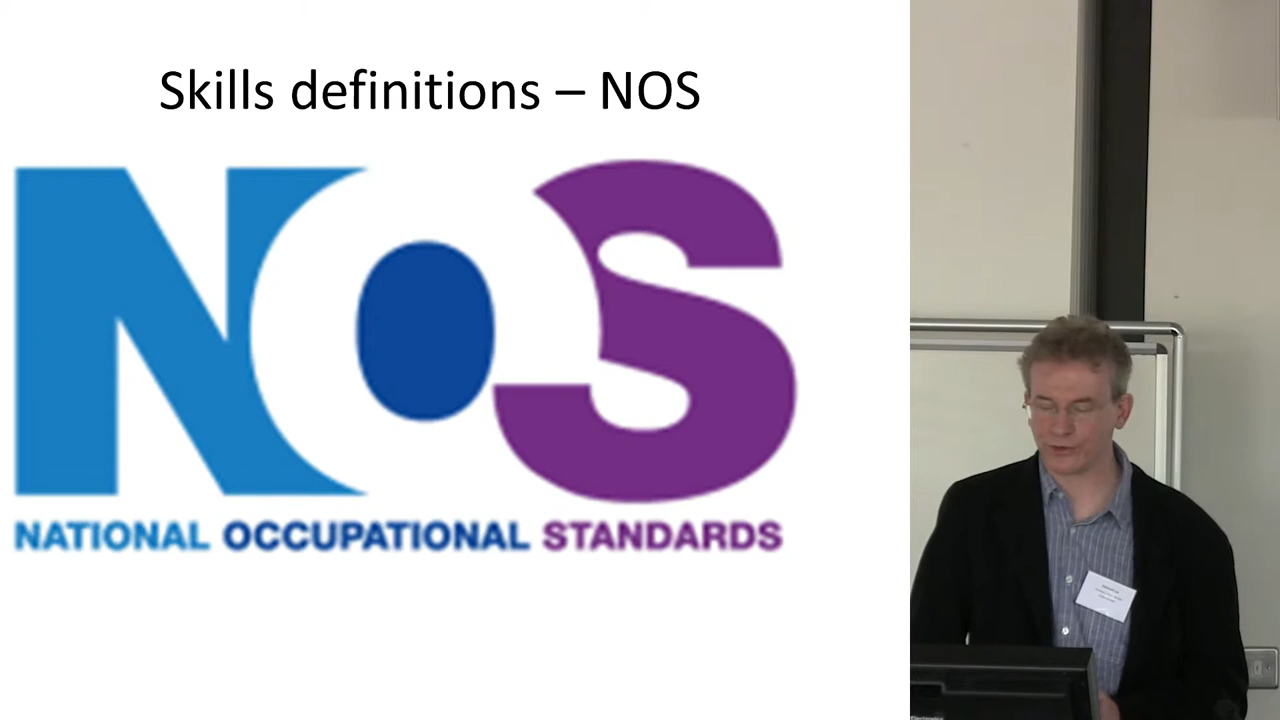 Skills definitions – NOS
NOS
NATIONAL OCCUPATIONAL STANDARDS